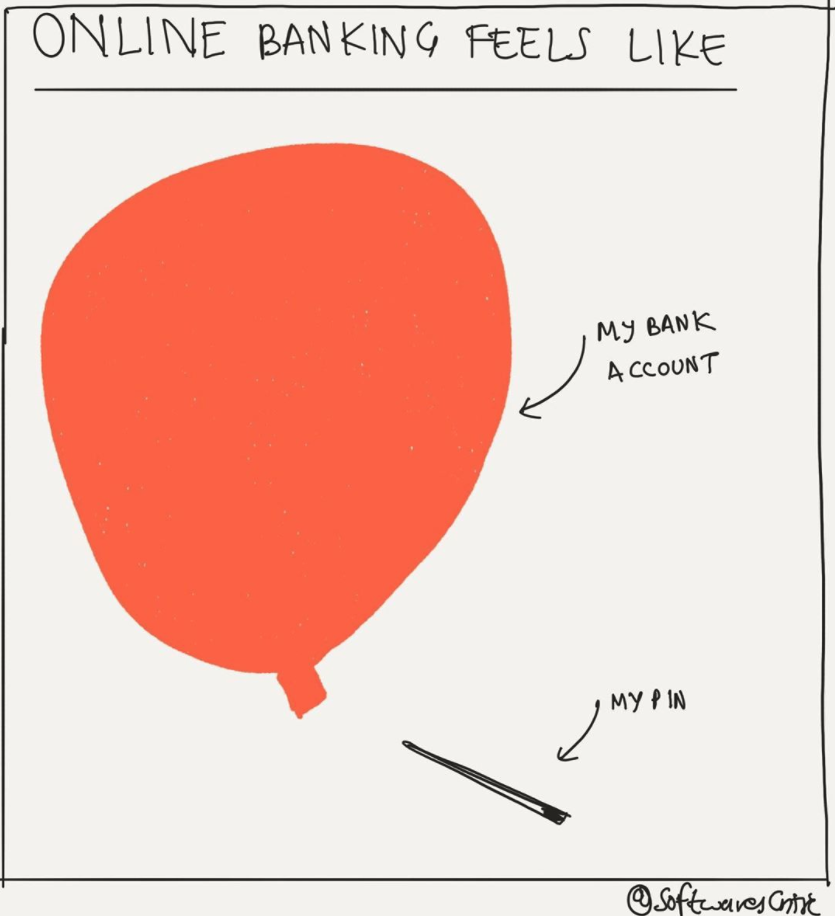 ONLINE BANKING FEELS LIKE
MY BANK
ACCOUNT
MY PIN
@SoftwaresCritic